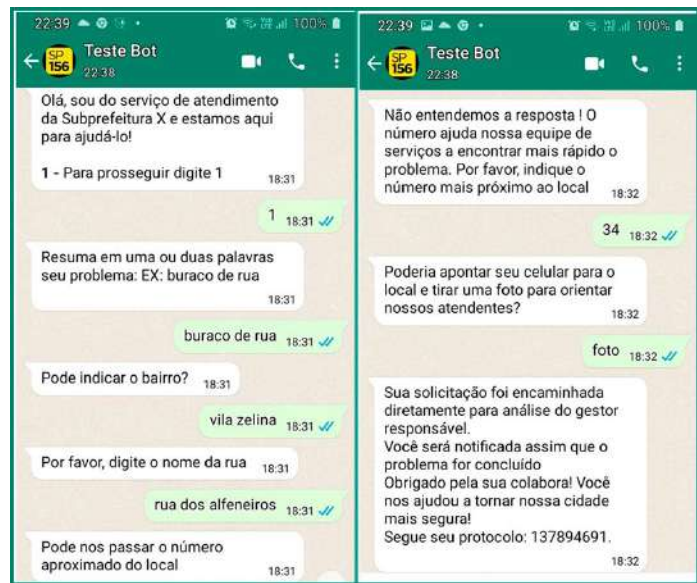 22:39
100%
SP
156
Teste Bot
22:38
Olá, sou do serviço de atendimento
da Subprefeitura X e estamos aqui
para ajudá-lo!
1 - Para prosseguir digite 1
18:31
1 18:31
Resuma em uma ou duas palavras
seu problema: EX: buraco de rua
18:31
buraco de rua 18:31
Pode indicar o bairro? 18:31
vila zelina 18:31
Por favor, digite o nome da rua 18:31
rua dos alfeneiros 18:31
Pode nos passar o número
aproximado do local 18:31
22:39
100%
SP
156
Teste Bot
22:38
Não entendemos a resposta ! O
número ajuda nossa equipe de
serviços a encontrar mais rápido o
problema. Por favor, indique o
número mais próximo ao local 18:32
34 18:32
Poderia apontar seu celular para o
local e tirar uma foto para orientar
nossos atendentes? 18:32
foto 18:32
Sua solicitação foi encaminhada
diretamente para análise do gestor
responsável.
Você será notificada assim que o
problema for concluído
Obrigado pela sua colabora! Você
nos ajudou a tornar nossa cidade
mais segura!
Segue seu protocolo: 137894691.
18:32